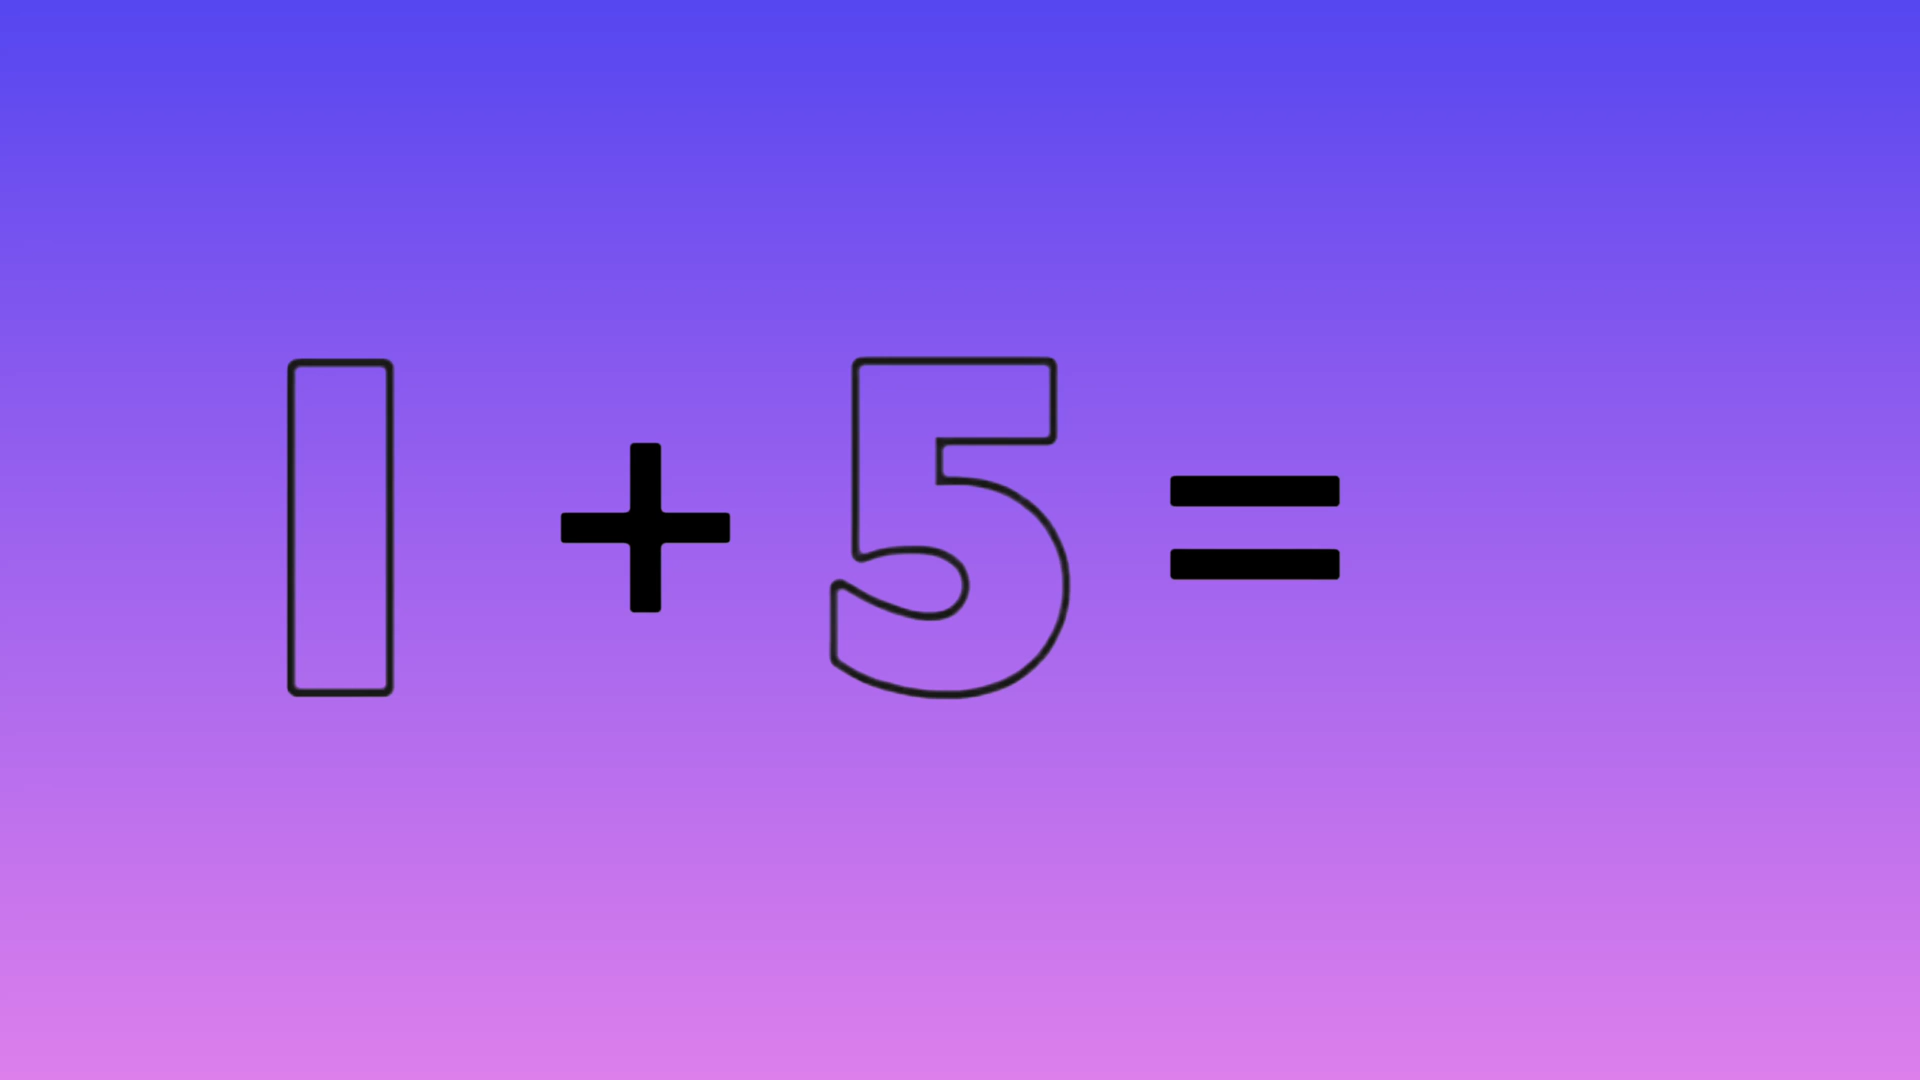 1 + 5 =